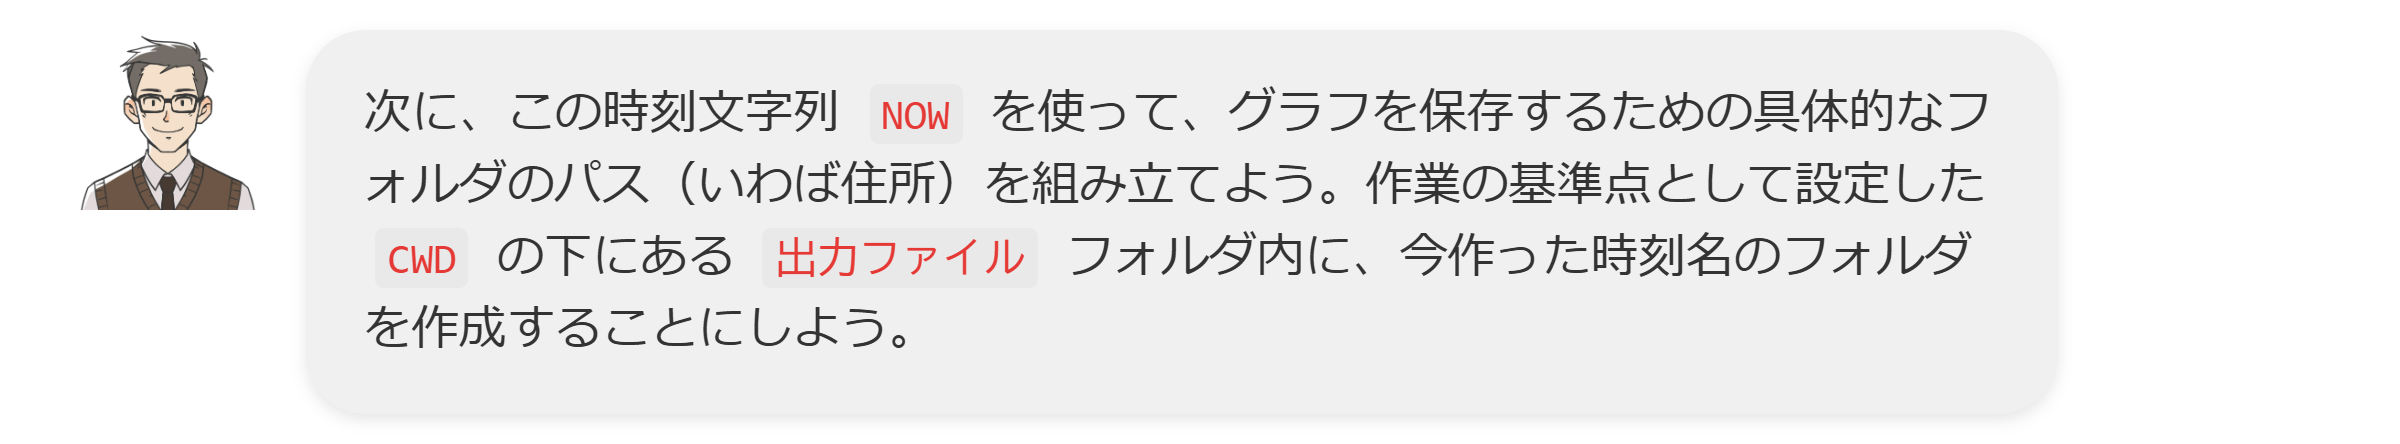 次に、この時刻文字列 NOW を使って、グラフを保存するための具体的なフ
ォルダのパス（いわば住所）を組み立てよう。作業の基準点として設定した
CWD の下にある 出力ファイル フォルダ内に、今作った時刻名のフォルダ
を作成することにしよう。